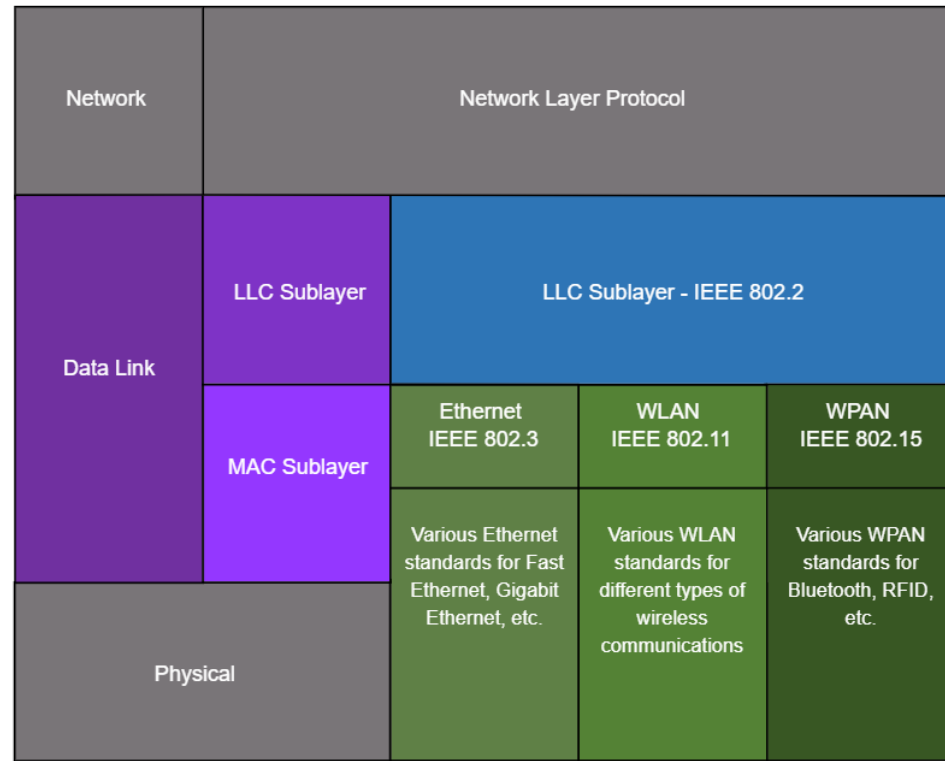 Network
Network Layer Protocol
Data Link
LLC Sublayer
LLC Sublayer - IEEE 802.2
MAC Sublayer
Ethernet
IEEE 802.3
WLAN
IEEE 802.11
WPAN
IEEE 802.15
Various Ethernet
standards for Fast
Ethernet, Gigabit
Ethernet, etc.
Various WLAN
standards for
different types of
wireless
communications
Various WPAN
standards for
Bluetooth, RFID,
etc.
Physical